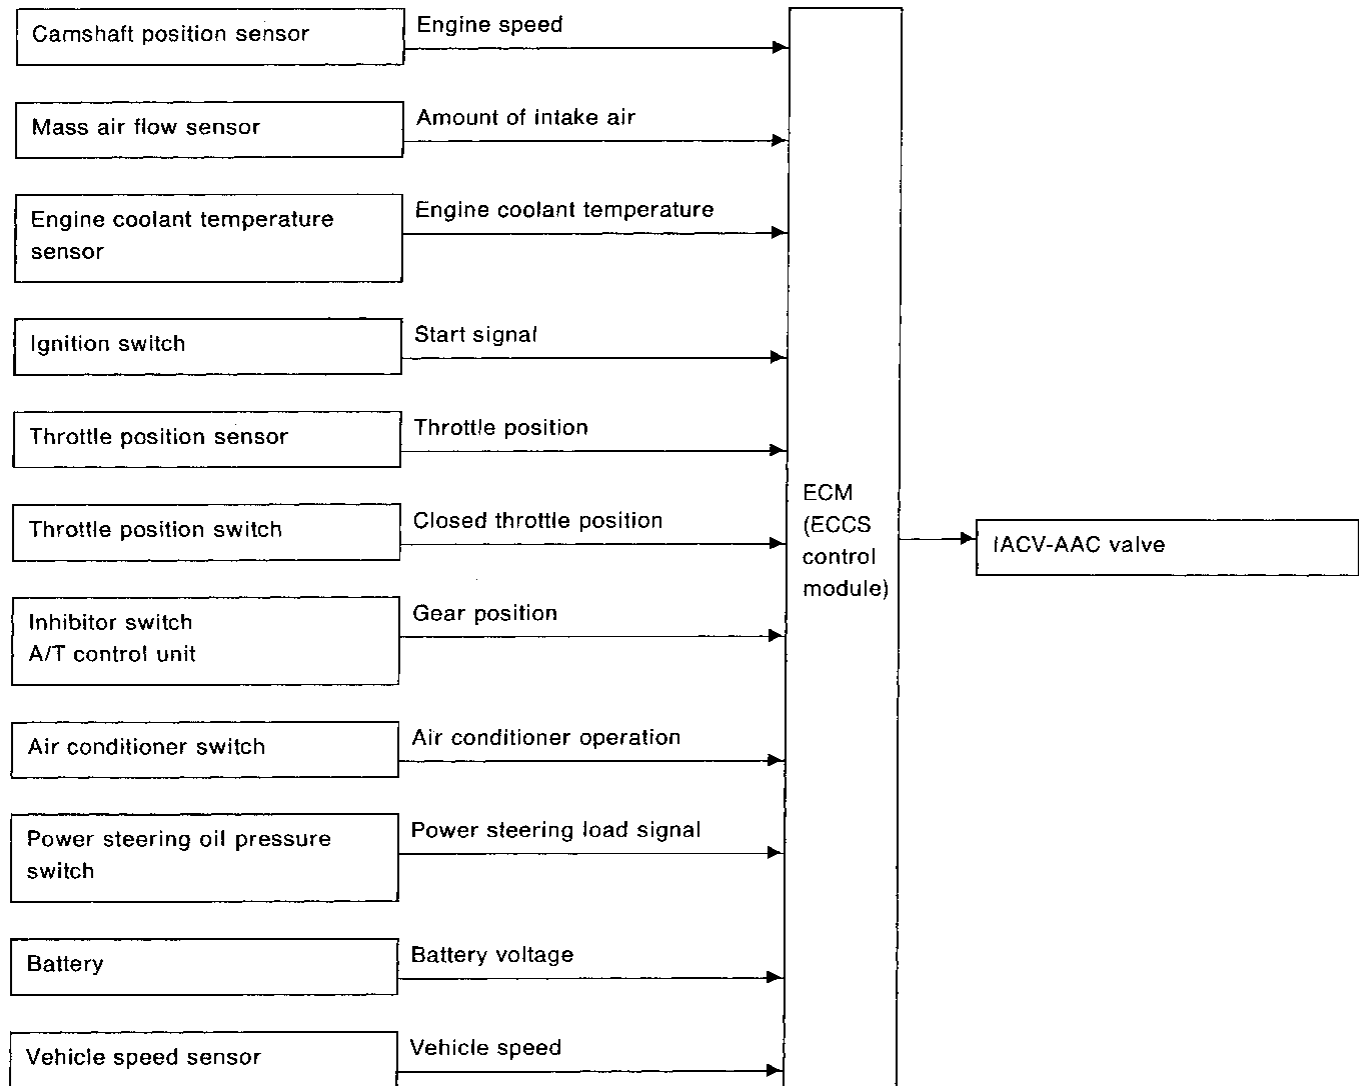 Camshaft position sensor
Engine speed
Mass air flow sensor
Amount of intake air
Engine coolant temperature
sensor
Engine coolant temperature
Ignition switch
Start signal
Throttle position sensor
Throttle position
Throttle position switch
Closed throttle position
Inhibitor switch
A/T control unit
Gear position
Air conditioner switch
Air conditioner operation
Power steering oil pressure
switch
Power steering load signal
Battery
Battery voltage
Vehicle speed sensor
Vehicle speed
ECM
(ECCS
control
module)
IACV-AAC valve